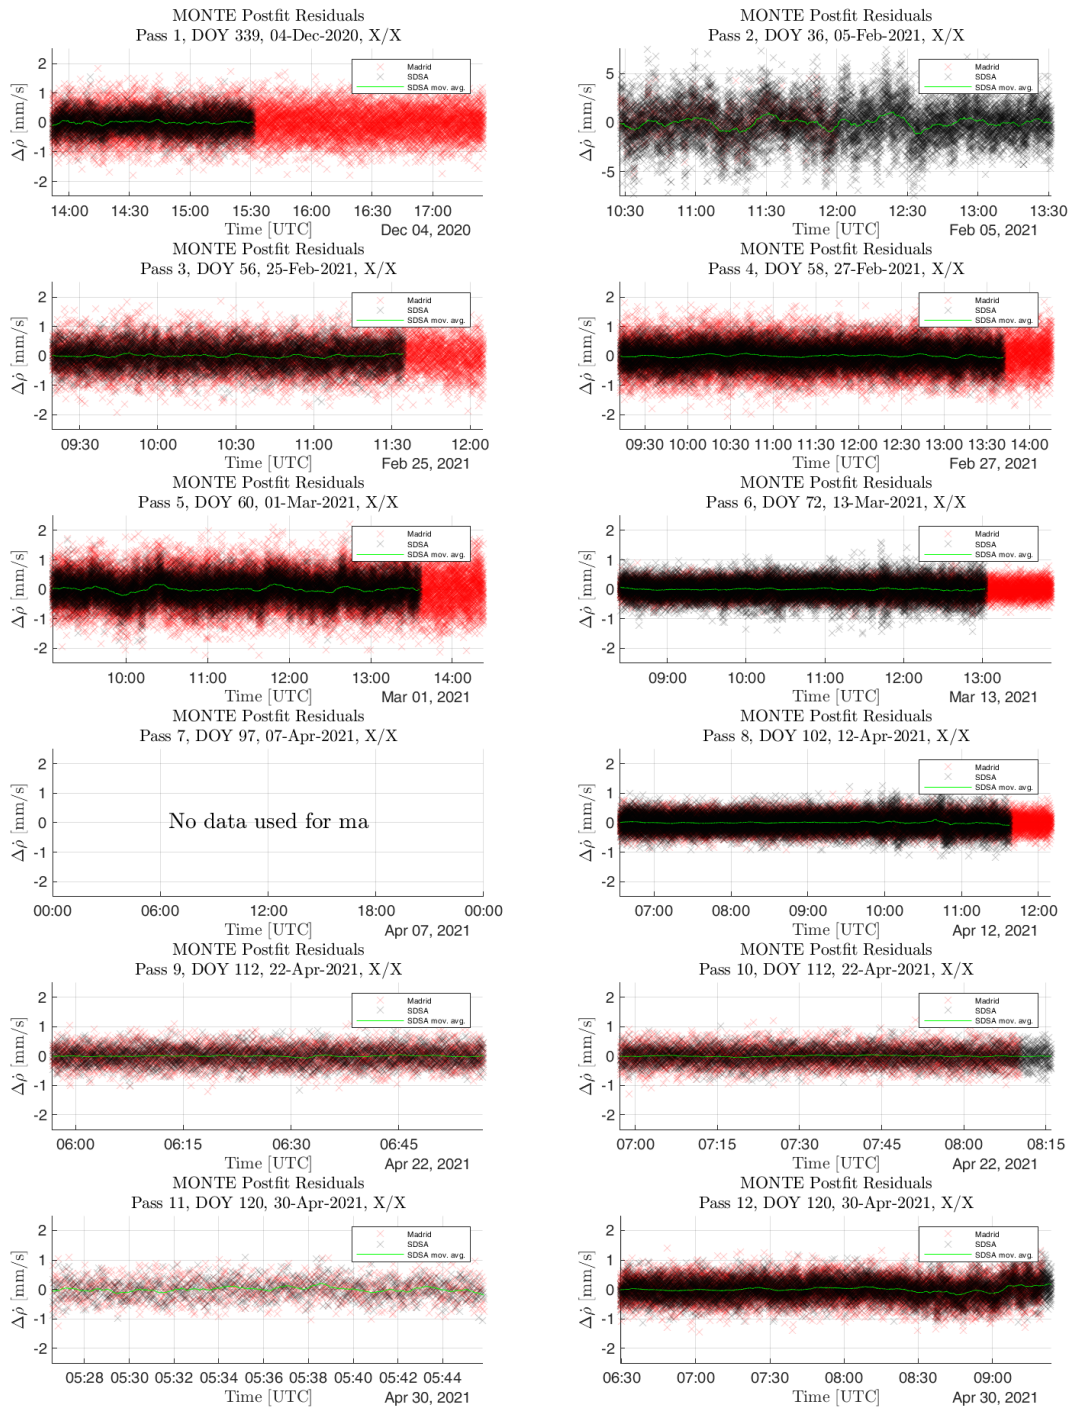 MONTE Postfit Residuals
Pass 1, DOY 339, 04-Dec-2020, X/X
Δρ̇ [mm/s]
2
1
0
-1
-2
Madrid
SDSA
SDSA mov. avg.
14:00 14:30 15:00 15:30 16:00 16:30 17:00
Time [UTC]
Dec 04, 2020
MONTE Postfit Residuals
Pass 2, DOY 36, 05-Feb-2021, X/X
Δρ̇ [mm/s]
5
0
-5
Madrid
SDSA
SDSA mov. avg.
10:30 11:00 11:30 12:00 12:30 13:00 13:30
Time [UTC]
Feb 05, 2021
MONTE Postfit Residuals
Pass 3, DOY 56, 25-Feb-2021, X/X
Δρ̇ [mm/s]
2
1
0
-1
-2
Madrid
SDSA
SDSA mov. avg.
09:30 10:00 10:30 11:00 11:30 12:00
Time [UTC]
Feb 25, 2021
MONTE Postfit Residuals
Pass 4, DOY 58, 27-Feb-2021, X/X
Δρ̇ [mm/s]
2
1
0
-1
-2
Madrid
SDSA
SDSA mov. avg.
09:30 10:00 10:30 11:00 11:30 12:00 12:30 13:00 13:30 14:00
Time [UTC]
Feb 27, 2021
MONTE Postfit Residuals
Pass 5, DOY 60, 01-Mar-2021, X/X
Δρ̇ [mm/s]
2
1
0
-1
-2
Madrid
SDSA
SDSA mov. avg.
10:00 11:00 12:00 13:00 14:00
Time [UTC]
Mar 01, 2021
MONTE Postfit Residuals
Pass 6, DOY 72, 13-Mar-2021, X/X
Δρ̇ [mm/s]
2
1
0
-1
-2
Madrid
SDSA
SDSA mov. avg.
09:00 10:00 11:00 12:00 13:00
Time [UTC]
Mar 13, 2021
MONTE Postfit Residuals
Pass 7, DOY 97, 07-Apr-2021, X/X
Δρ̇ [mm/s]
2
1
0
-1
-2
No data used for ma
00:00 06:00 12:00 18:00 00:00
Time [UTC]
Apr 07, 2021
MONTE Postfit Residuals
Pass 8, DOY 102, 12-Apr-2021, X/X
Δρ̇ [mm/s]
2
1
0
-1
-2
Madrid
SDSA
SDSA mov. avg.
07:00 08:00 09:00 10:00 11:00 12:00
Time [UTC]
Apr 12, 2021
MONTE Postfit Residuals
Pass 9, DOY 112, 22-Apr-2021, X/X
Δρ̇ [mm/s]
2
1
0
-1
-2
Madrid
SDSA
SDSA mov. avg.
06:00 06:15 06:30 06:45
Time [UTC]
Apr 22, 2021
MONTE Postfit Residuals
Pass 10, DOY 112, 22-Apr-2021, X/X
Δρ̇ [mm/s]
2
1
0
-1
-2
Madrid
SDSA
SDSA mov. avg.
07:00 07:15 07:30 07:45 08:00 08:15
Time [UTC]
Apr 22, 2021
MONTE Postfit Residuals
Pass 11, DOY 120, 30-Apr-2021, X/X
Δρ̇ [mm/s]
2
1
0
-1
-2
Madrid
SDSA
SDSA mov. avg.
05:28 05:30 05:32 05:34 05:36 05:38 05:40 05:42 05:44
Time [UTC]
Apr 30, 2021
MONTE Postfit Residuals
Pass 12, DOY 120, 30-Apr-2021, X/X
Δρ̇ [mm/s]
2
1
0
-1
-2
Madrid
SDSA
SDSA mov. avg.
06:30 07:00 07:30 08:00 08:30 09:00
Time [UTC]
Apr 30, 2021